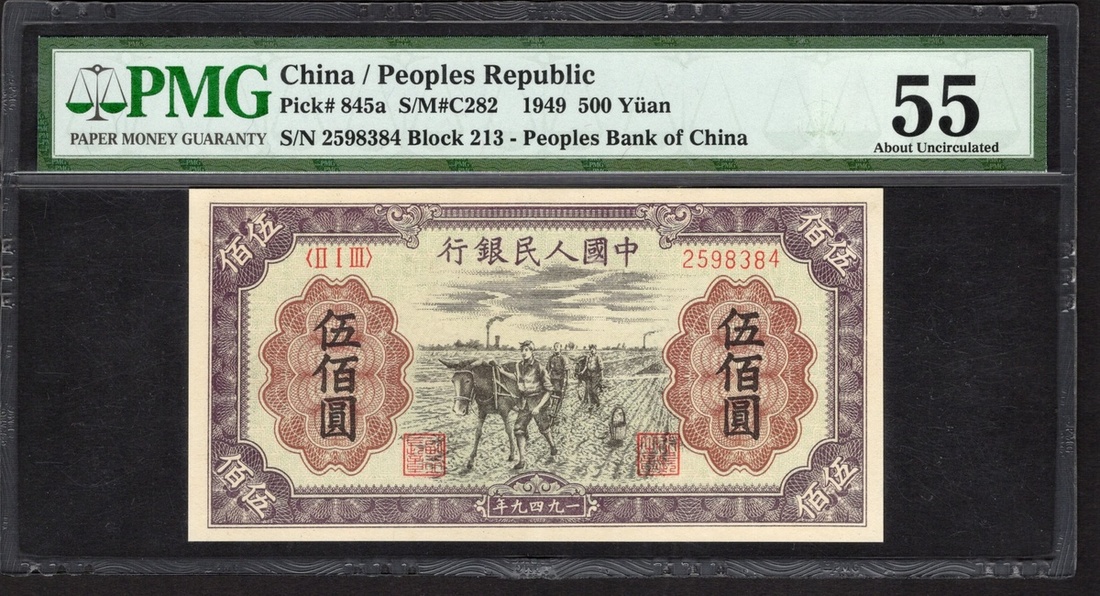 PMG
PAPER MONEY GUARANTY
China / Peoples Republic
Pick# 845a S/M#C282 1949 500 Yüan
S/N 2598384 Block 213 - Peoples Bank of China
55
About Uncirculated
佰伍
伍佰
〈II I III〉
行銀民人國中
2598384
伍佰圓
伍佰圓
佰伍
伍佰
年九四九一